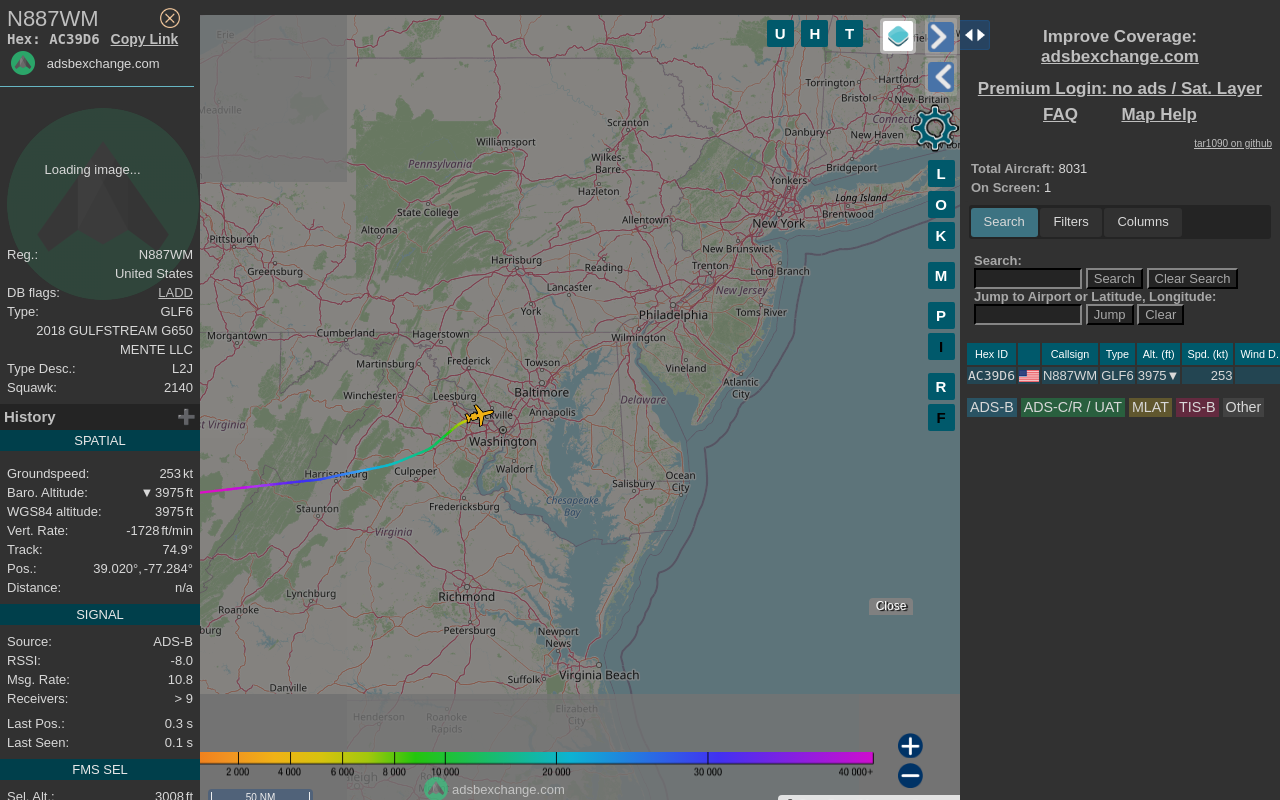 N887WM
Hex: AC39D6 Copy Link
adsbexchange.com
Loading image...
Reg.: N887WM
United States
DB flags: LADD
Type: GLF6
2018 GULFSTREAM G650
MENTE LLC
Type Desc.: L2J
Squawk: 2140
History
SPATIAL
Groundspeed: 253 kt
Baro. Altitude: ▼ 3975 ft
WGS84 altitude: 3975 ft
Vert. Rate: -1728 ft/min
Track: 74.9°
Pos.: 39.020°, -77.284°
Distance: n/a
SIGNAL
Source: ADS-B
RSSI: -8.0
Msg. Rate: 10.8
Receivers: > 9
Last Pos.: 0.3 s
Last Seen: 0.1 s
FMS SEL
Sel. Alt.: 3008 ft
U H T
L
O
K
M
P
I
R
F
Erie
Meadville
Torrington
Hartford
Bristol
New Britain
Connecticut
Scranton
Danbury
New Haven
Williamsport
Pennsylvania
Wilkes-
Barre
Bridgeport
Yonkers
Hazleton
Long Island
State College
Brentwood
Allentown
New York
Altoona
Pittsburgh
New Brunswick
Harrisburg
Greensburg
Reading
Trenton
Long Branch
Lancaster
New Jersey
York
Philadelphia
Toms River
Morgantown
Cumberland
Hagerstown
Wilmington
Martinsburg
Frederick
Towson
Vineland
Winchester
Leesburg
Baltimore
Atlantic
City
Delaware
Annapolis
st Virginia
ville
Washington
Harrisonburg
Culpeper
Waldorf
Salisbury
Ocean
City
Staunton
Fredericksburg
Chesapeake
Bay
Virginia
Lynchburg
Richmond
Roanoke
burg
Petersburg
Newport
News
Virginia Beach
Suffolk
Danville
Elizabeth
City
Henderson
Roanoke
Rapids
Close
2 000 4 000 6 000 8 000 10 000 20 000 30 000 40 000+
adsbexchange.com
50 NM
Improve Coverage:
adsbexchange.com
Premium Login: no ads / Sat. Layer
FAQ Map Help
tar1090 on github
Total Aircraft: 8031
On Screen: 1
Search Filters Columns
Search:
Search Clear Search
Jump to Airport or Latitude, Longitude:
Jump Clear
Hex ID Callsign Type Alt. (ft) Spd. (kt) Wind D.
AC39D6 N887WM GLF6 3975▼ 253
ADS-B ADS-C/R / UAT MLAT TIS-B Other